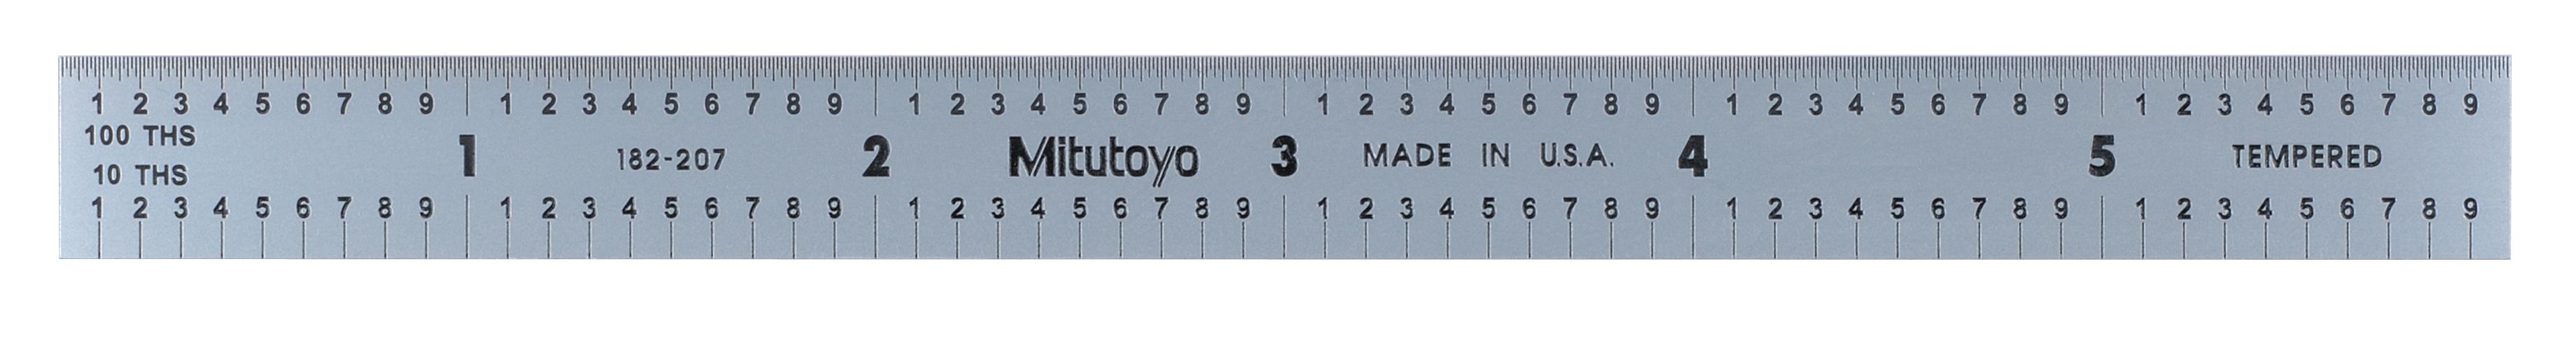 1 2 3 4 5 6 7 8 9 1 2 3 4 5 6 7 8 9 1 2 3 4 5 6 7 8 9 1 2 3 4 5 6 7 8 9 1 2 3 4 5 6 7 8 9 1 2 3 4 5 6 7 8 9
100 THS
10 THS
1 182-207 2 Mitutoyo 3 MADE IN U.S.A. 4 5 TEMPERED
1 2 3 4 5 6 7 8 9 1 2 3 4 5 6 7 8 9 1 2 3 4 5 6 7 8 9 1 2 3 4 5 6 7 8 9 1 2 3 4 5 6 7 8 9 1 2 3 4 5 6 7 8 9